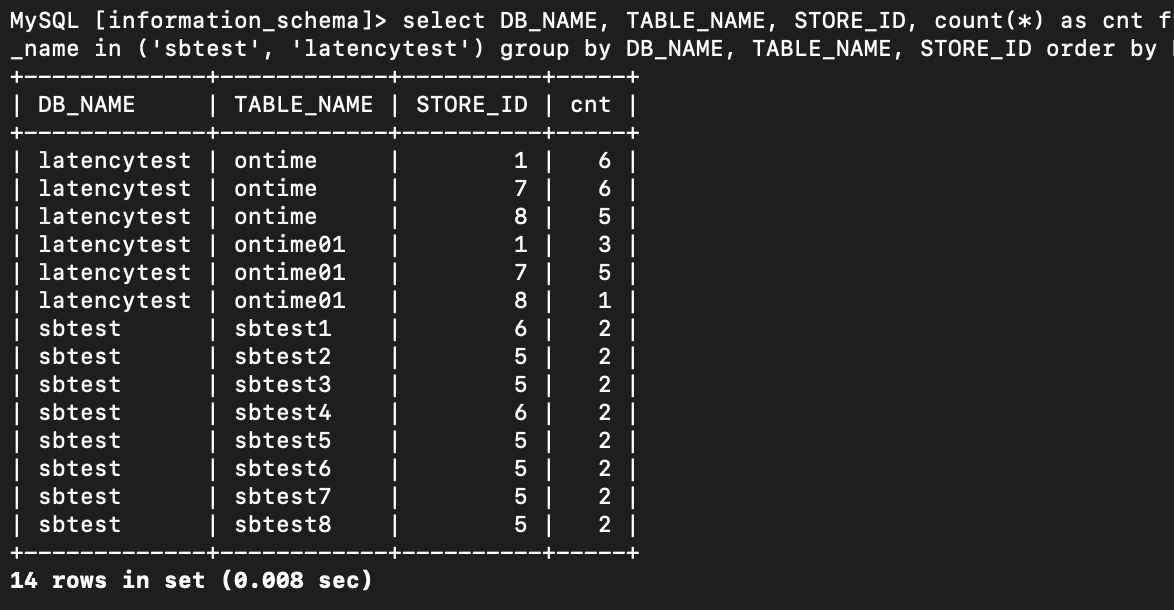 MySQL [information_schema]> select DB_NAME, TABLE_NAME, STORE_ID, count(*) as cnt f
_name in ('sbtest', 'latencytest') group by DB_NAME, TABLE_NAME, STORE_ID order by
+-------------+------------+----------+-----+
| DB_NAME     | TABLE_NAME | STORE_ID | cnt |
+-------------+------------+----------+-----+
| latencytest | ontime     |        1 |   6 |
| latencytest | ontime     |        7 |   6 |
| latencytest | ontime     |        8 |   5 |
| latencytest | ontime01   |        1 |   3 |
| latencytest | ontime01   |        7 |   5 |
| latencytest | ontime01   |        8 |   1 |
| sbtest      | sbtest1    |        6 |   2 |
| sbtest      | sbtest2    |        5 |   2 |
| sbtest      | sbtest3    |        5 |   2 |
| sbtest      | sbtest4    |        6 |   2 |
| sbtest      | sbtest5    |        5 |   2 |
| sbtest      | sbtest6    |        5 |   2 |
| sbtest      | sbtest7    |        5 |   2 |
| sbtest      | sbtest8    |        5 |   2 |
+-------------+------------+----------+-----+
14 rows in set (0.008 sec)